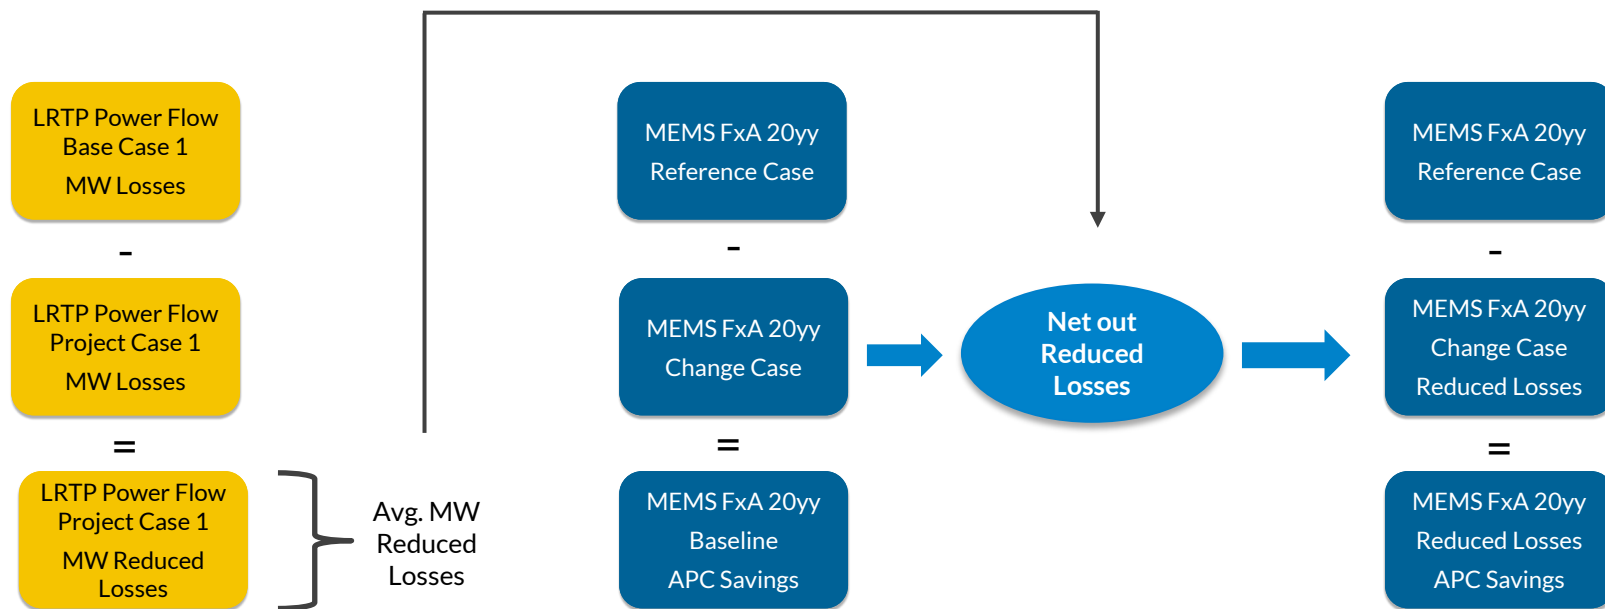 LRTP Power Flow
Base Case 1
MW Losses
-
LRTP Power Flow
Project Case 1
MW Losses
=
LRTP Power Flow
Project Case 1
MW Reduced
Losses
Avg. MW
Reduced
Losses
MEMS FxA 20yy
Reference Case
-
MEMS FxA 20yy
Change Case
=
MEMS FxA 20yy
Baseline
APC Savings
Net out
Reduced
Losses
MEMS FxA 20yy
Reference Case
-
MEMS FxA 20yy
Change Case
Reduced Losses
=
MEMS FxA 20yy
Reduced Losses
APC Savings